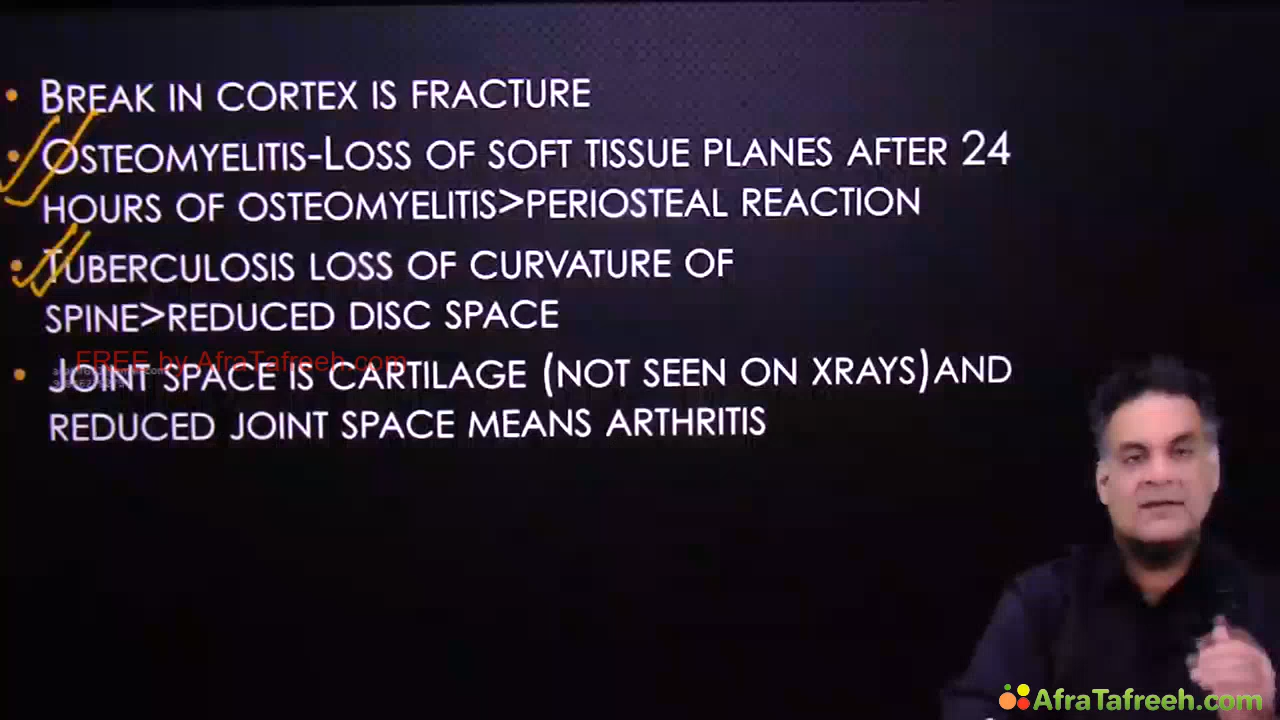 • BREAK IN CORTEX IS FRACTURE
• OSTEOMYELITIS-LOSS OF SOFT TISSUE PLANES AFTER 24
HOURS OF OSTEOMYELITIS>PERIOSTEAL REACTION
• TUBERCULOSIS LOSS OF CURVATURE OF
SPINE>REDUCED DISC SPACE
FREE by AfraTafreeh.com
• JOINT SPACE IS CARTILAGE (NOT SEEN ON XRAYS)AND
REDUCED JOINT SPACE MEANS ARTHRITIS
AfraTafreeh.com